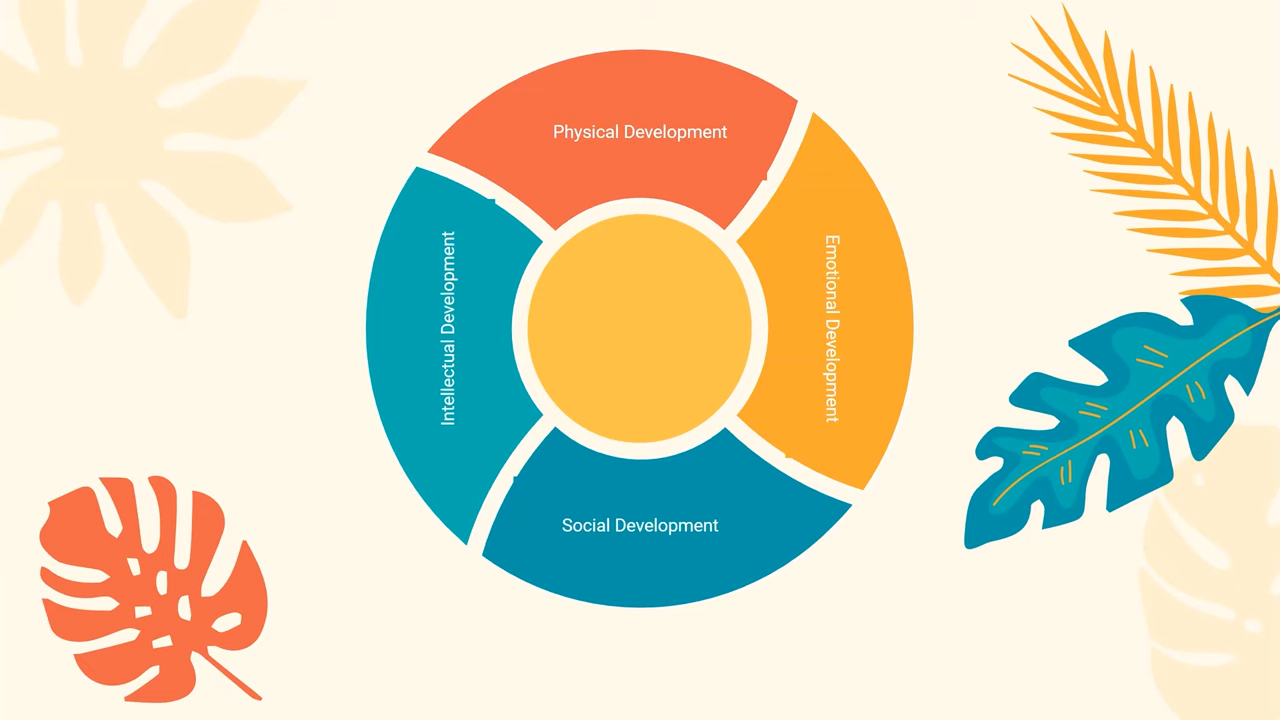 Physical Development
Emotional Development
Social Development
Intellectual Development